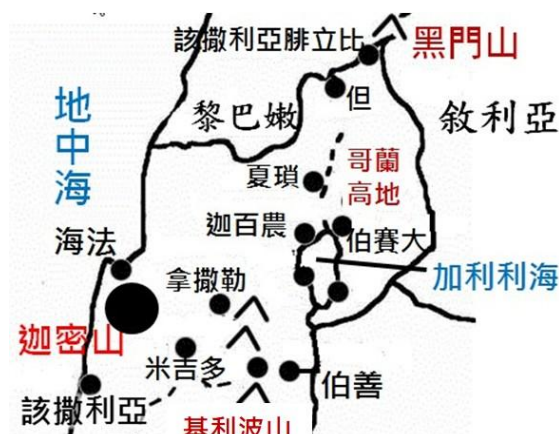 該撒利亞腓立比
黑門山
但
地中海
黎巴嫩
敘利亞
夏瑣
哥蘭
高地
迦百農
伯賽大
海法
拿撒勒
加利利海
迦密山
米吉多
伯善
該撒利亞
基利波山